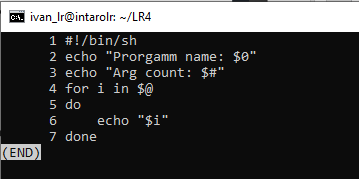 ivan_lr@intarolr: ~/LR4
1 #!/bin/sh
2 echo "Prorgamm name: $0"
3 echo "Arg count: $#"
4 for i in $@
5 do
6     echo "$i"
7 done
(END)